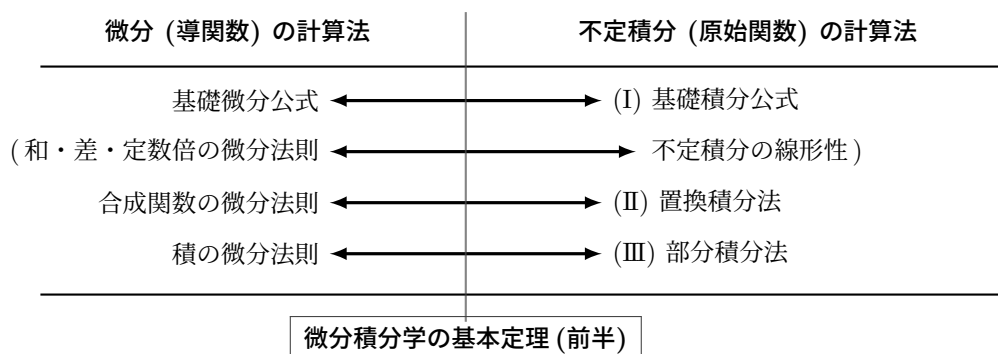 微分 (導関数) の計算法 不定積分 (原始関数) の計算法
基礎微分公式 (Ⅰ) 基礎積分公式
( 和・差・定数倍の微分法則 不定積分の線形性 )
合成関数の微分法則 (Ⅱ) 置換積分法
積の微分法則 (Ⅲ) 部分積分法
微分積分学の基本定理 (前半)